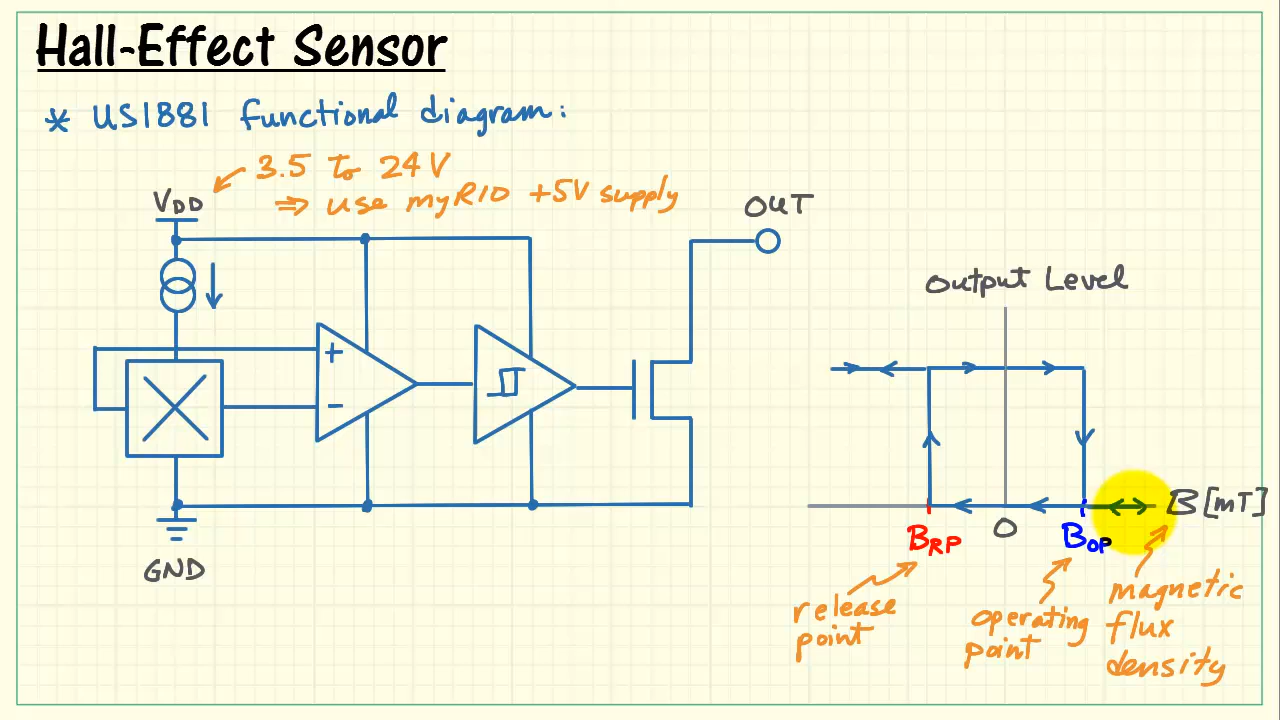 Hall-Effect Sensor
* US1881 functional diagram:
3.5 to 24V
⇒ use myRIO +5V supply
VDD
OUT
Output Level
+
-
B[mT]
BRP
0
BOP
GND
release
point
operating
point
magnetic
flux
density